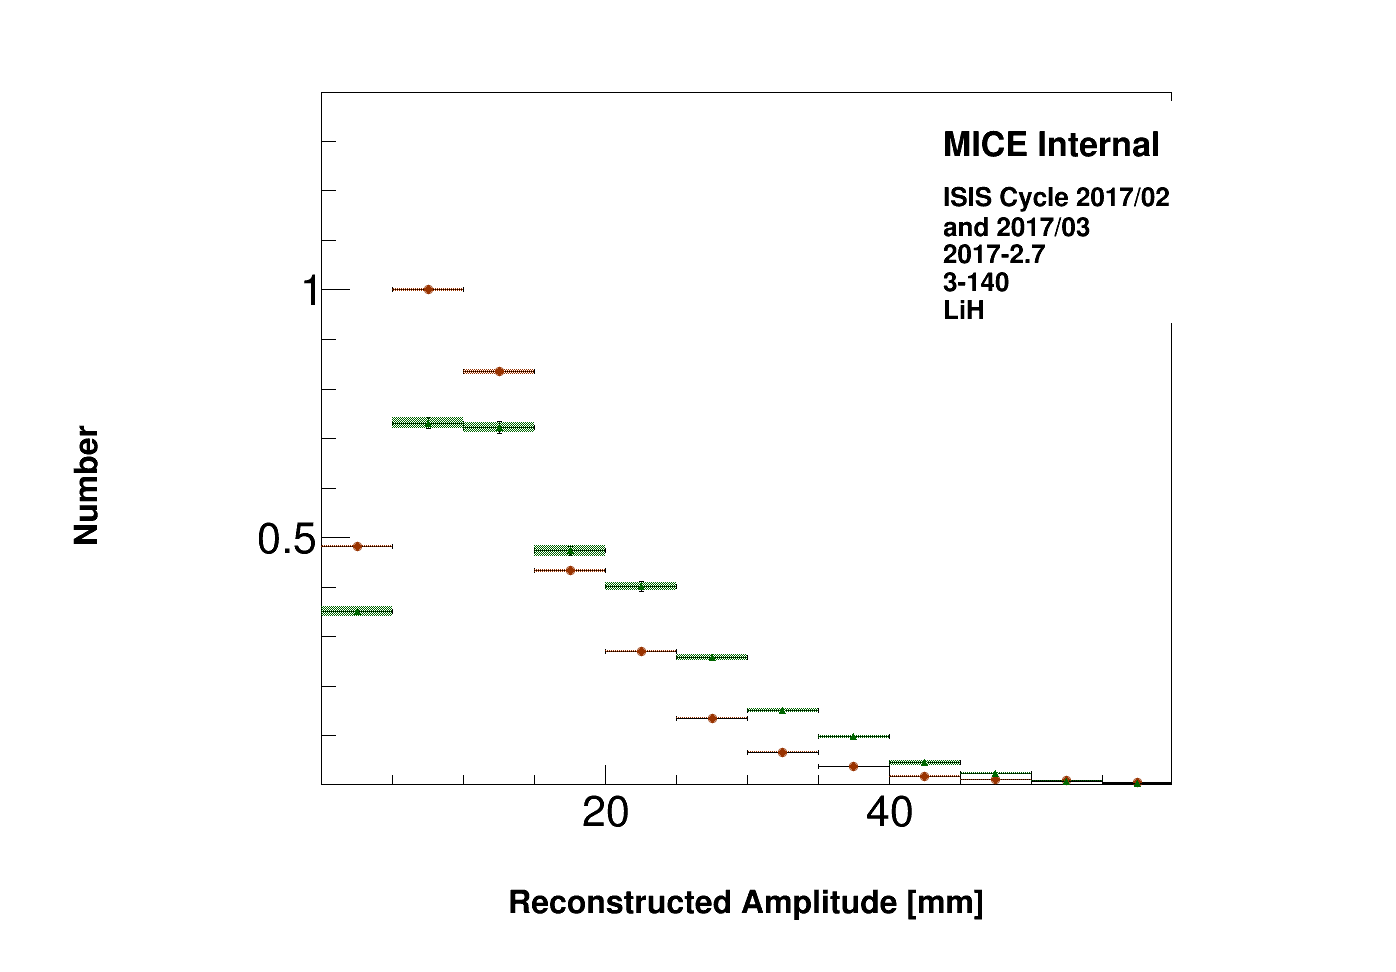 MICE Internal
ISIS Cycle 2017/02
and 2017/03
2017-2.7
3-140
LiH
1
0.5
Number
20 40
Reconstructed Amplitude [mm]